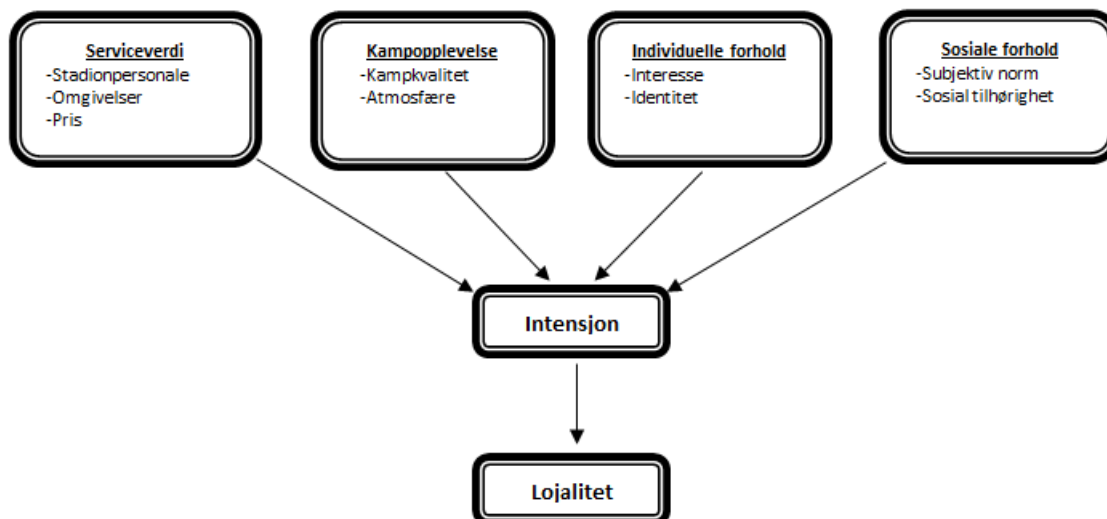 Serviceverdi
-Stadionpersonale
-Omgivelser
-Pris
Kampopplevelse
-Kampkvalitet
-Atmosfære
Individuelle forhold
-Interesse
-Identitet
Sosiale forhold
-Subjektiv norm
-Sosial tilhørighet
Intensjon
Lojalitet